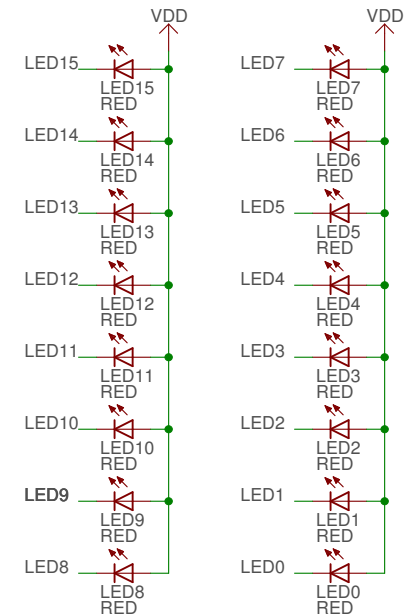 VDD
LED15
LED15
RED
LED14
LED14
RED
LED13
LED13
RED
LED12
LED12
RED
LED11
LED11
RED
LED10
LED10
RED
LED9
LED9
RED
LED8
LED8
RED
VDD
LED7
LED7
RED
LED6
LED6
RED
LED5
LED5
RED
LED4
LED4
RED
LED3
LED3
RED
LED2
LED2
RED
LED1
LED1
RED
LED0
LED0
RED